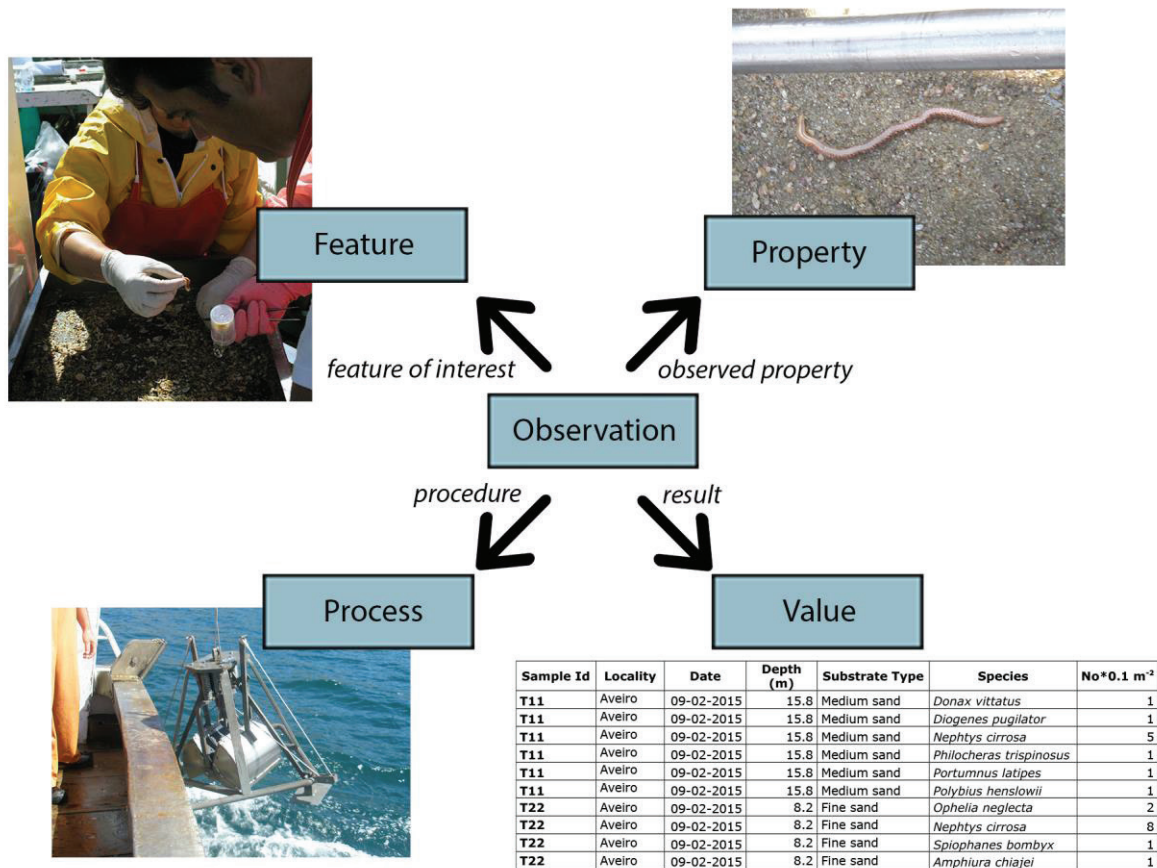 Feature
Property
feature of interest
observed property
Observation
procedure
result
Process
Value
Sample Id Locality Date Depth (m) Substrate Type Species No*0.1 m⁻²
T11 Aveiro 09-02-2015 15.8 Medium sand Donax vittatus 1
T11 Aveiro 09-02-2015 15.8 Medium sand Diogenes pugilator 1
T11 Aveiro 09-02-2015 15.8 Medium sand Nephtys cirrosa 5
T11 Aveiro 09-02-2015 15.8 Medium sand Philocheras trispinosus 1
T11 Aveiro 09-02-2015 15.8 Medium sand Portumnus latipes 1
T11 Aveiro 09-02-2015 15.8 Medium sand Polybius henslowii 1
T22 Aveiro 09-02-2015 8.2 Fine sand Ophelia neglecta 2
T22 Aveiro 09-02-2015 8.2 Fine sand Nephtys cirrosa 8
T22 Aveiro 09-02-2015 8.2 Fine sand Spiophanes bombyx 1
T22 Aveiro 09-02-2015 8.2 Fine sand Amphiura chiajei 1